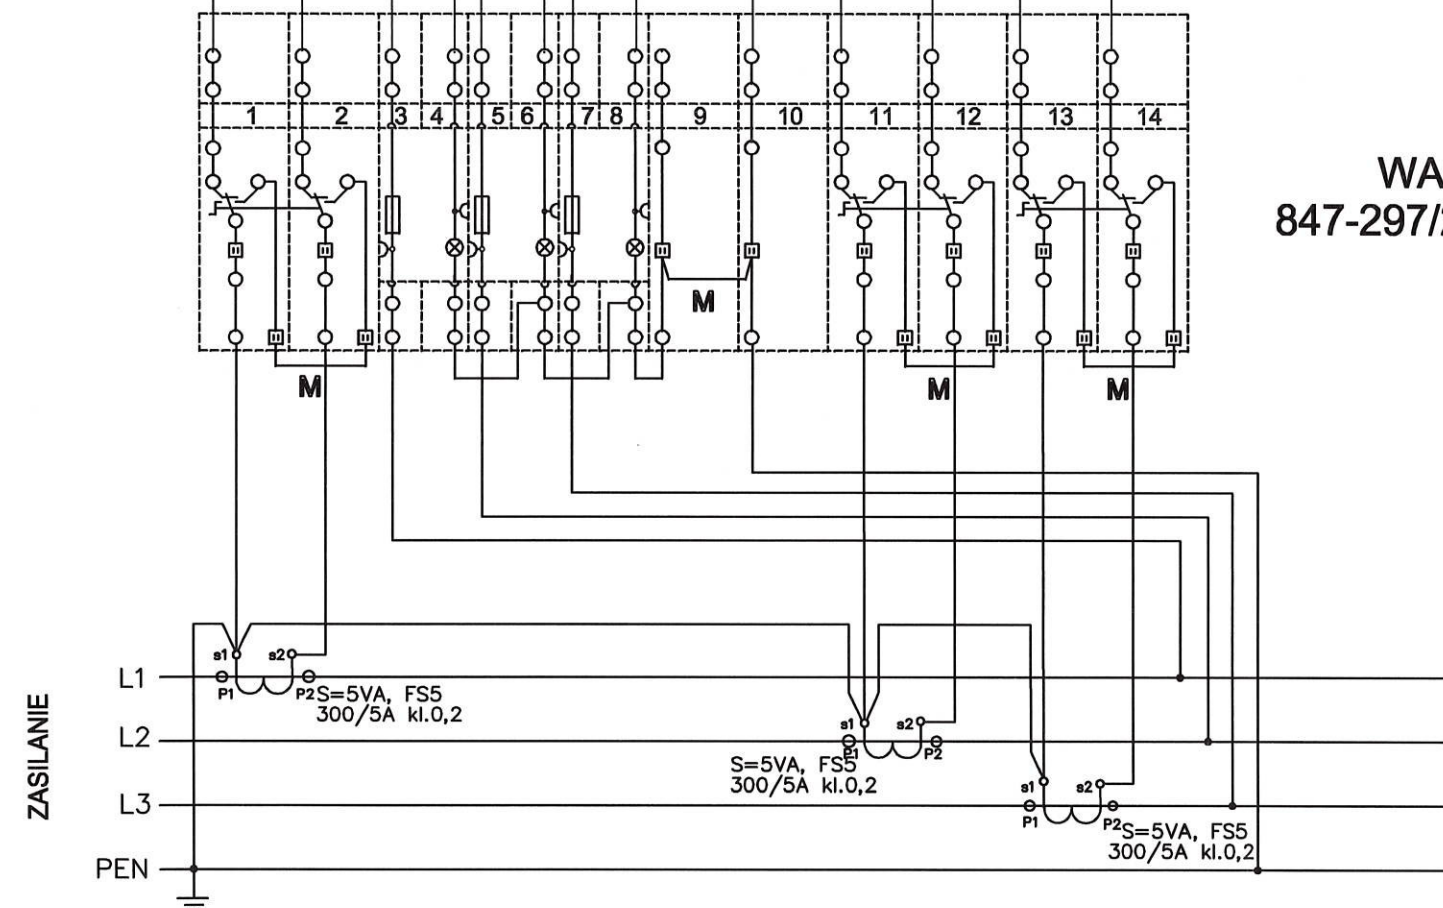 1 2 3 4 5 6 7 8 9 10 11 12 13 14
WA
847-297/
M
M
M
M
s1 s2
L1
P1 P2
S=5VA, FS5
300/5A kl.0,2
s1 s2
L2
P1 P2
S=5VA, FS5
300/5A kl.0,2
s1 s2
L3
P1 P2
S=5VA, FS5
300/5A kl.0,2
PEN
ZASILANIE